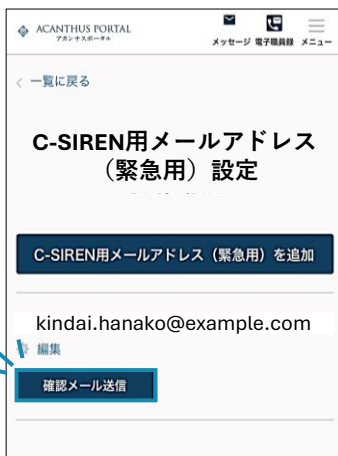 ACANTHUS PORTAL
アカンサスポータル
メッセージ 電子職員録 メニュー
一覧に戻る
C-SIREN用メールアドレス
（緊急用）設定
C-SIREN用メールアドレス（緊急用）を追加
kindai.hanako@example.com
編集
確認メール送信